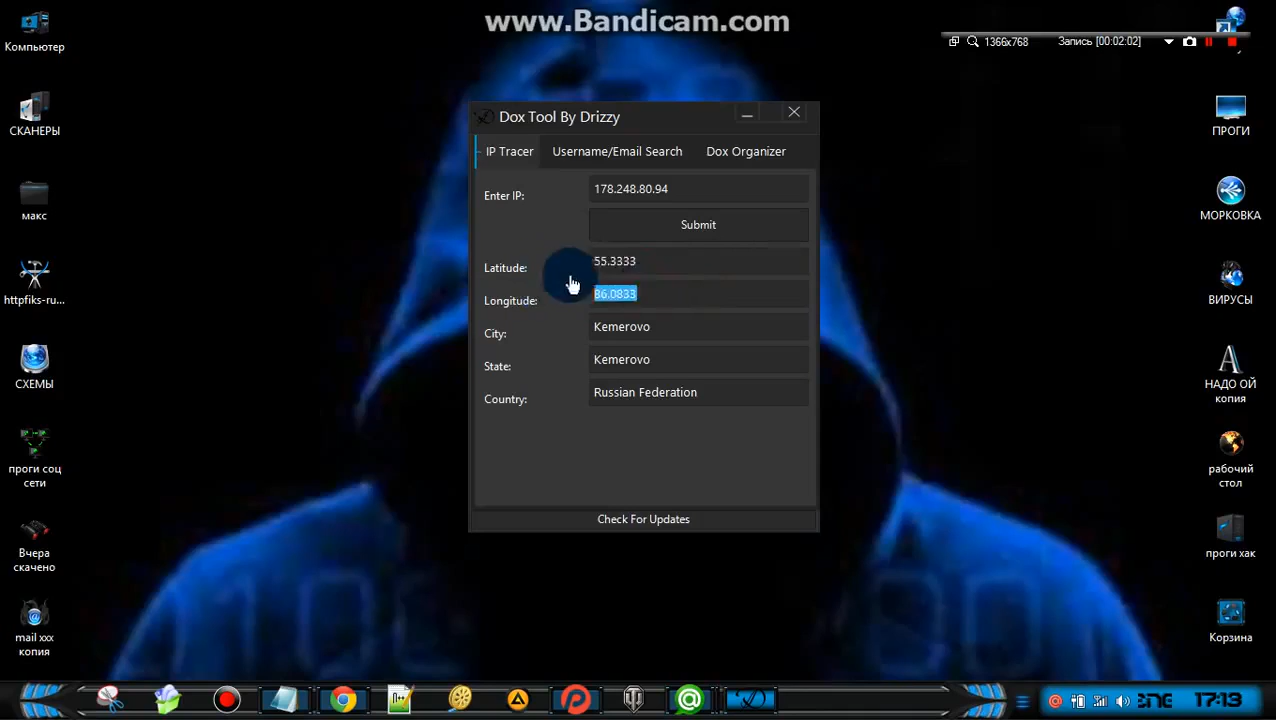 www.Bandicam.com
1366x768
Запись [00:02:02]
Компьютер
СКАНЕРЫ
макс
httpfiks-ru...
СХЕМЫ
проги соц
сети
Вчера
скачено
mail xxx
копия
Dox Tool By Drizzy
IP Tracer
Username/Email Search
Dox Organizer
Enter IP:
178.248.80.94
Submit
Latitude:
55.3333
Longitude:
86.0833
City:
Kemerovo
State:
Kemerovo
Country:
Russian Federation
Check For Updates
ПРОГИ
МОРКОВКА
ВИРУСЫ
НАДО ОЙ
копия
рабочий
стол
проги хак
Корзина
17:13